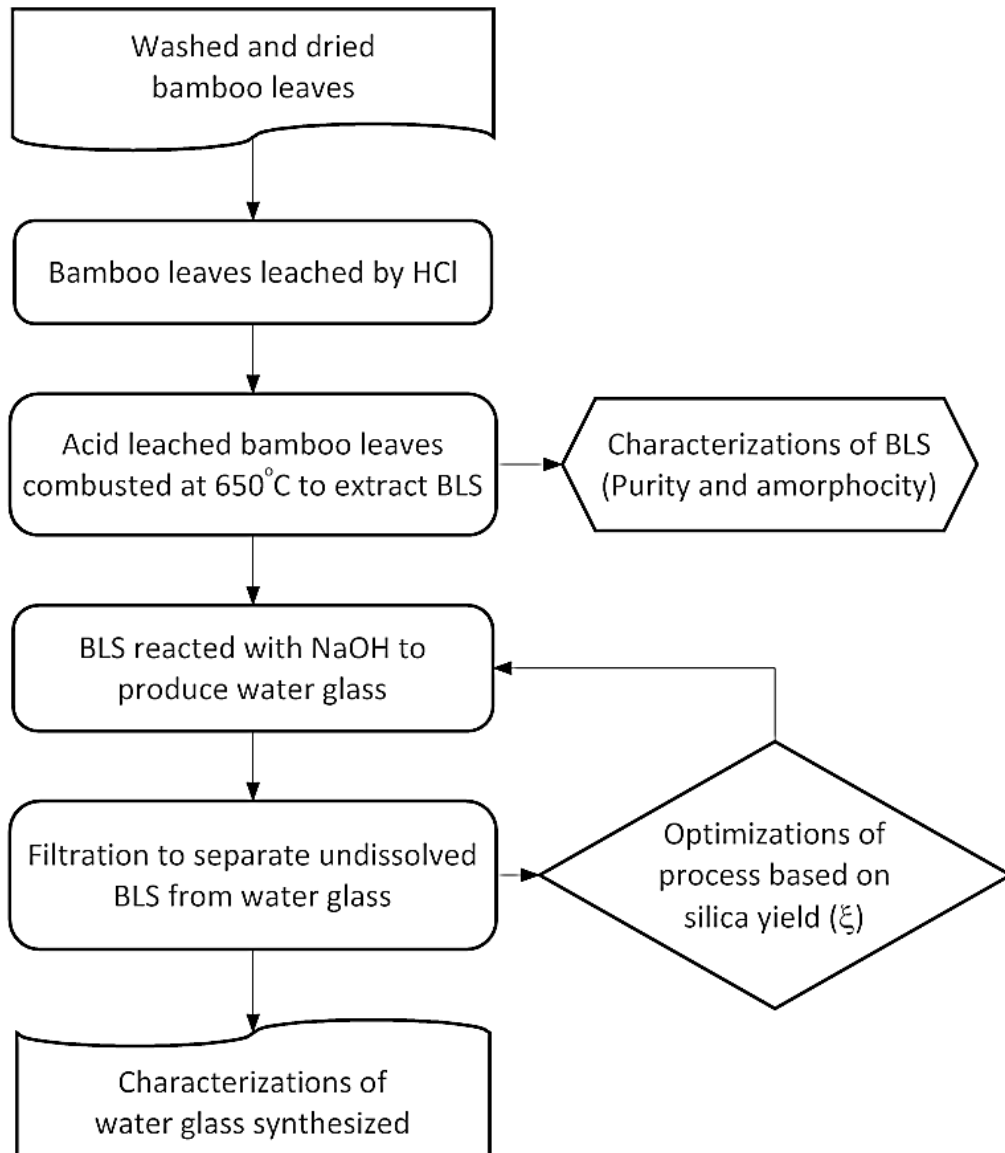 Washed and dried
bamboo leaves
Bamboo leaves leached by HCl
Acid leached bamboo leaves
combusted at 650°C to extract BLS
Characterizations of BLS
(Purity and amorphocity)
BLS reacted with NaOH to
produce water glass
Filtration to separate undissolved
BLS from water glass
Optimizations of
process based on
silica yield (ξ)
Characterizations of
water glass synthesized